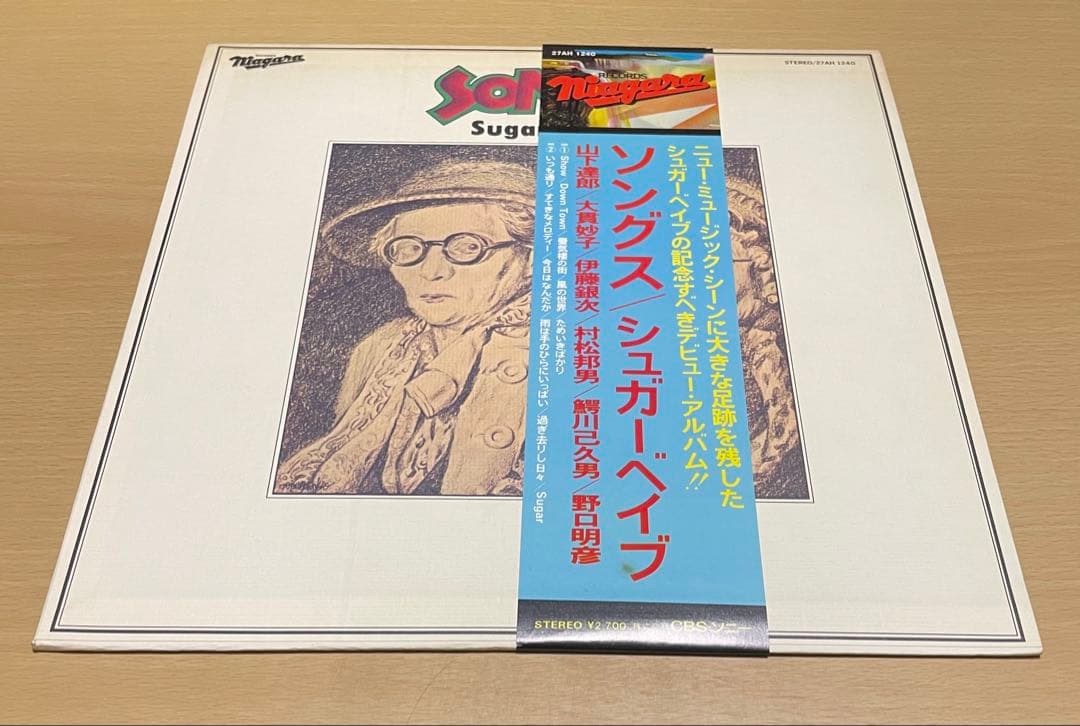 Niagara
STEREO/27AH 1240
SON
Suga
27AH 1240
RECORDS
Niagara
ニュー・ミュージック・シーンに大きな足跡を残した
シュガーベイブの記念すべきデビュー・アルバム!!
ソングス/シュガーベイブ
山下達郎/大貫妙子/伊藤銀次/村松邦男/鰐川己久男/野口明彦
① Show/Down Town/蜃気楼の街/風の世界/ためいきばかり
② いつも通り/すてきなメロディー/今日はなんだか/雨は手のひらにいっぱい/過ぎ去りし日々/Sugar
STEREO ¥2,700
CBS・ソニー